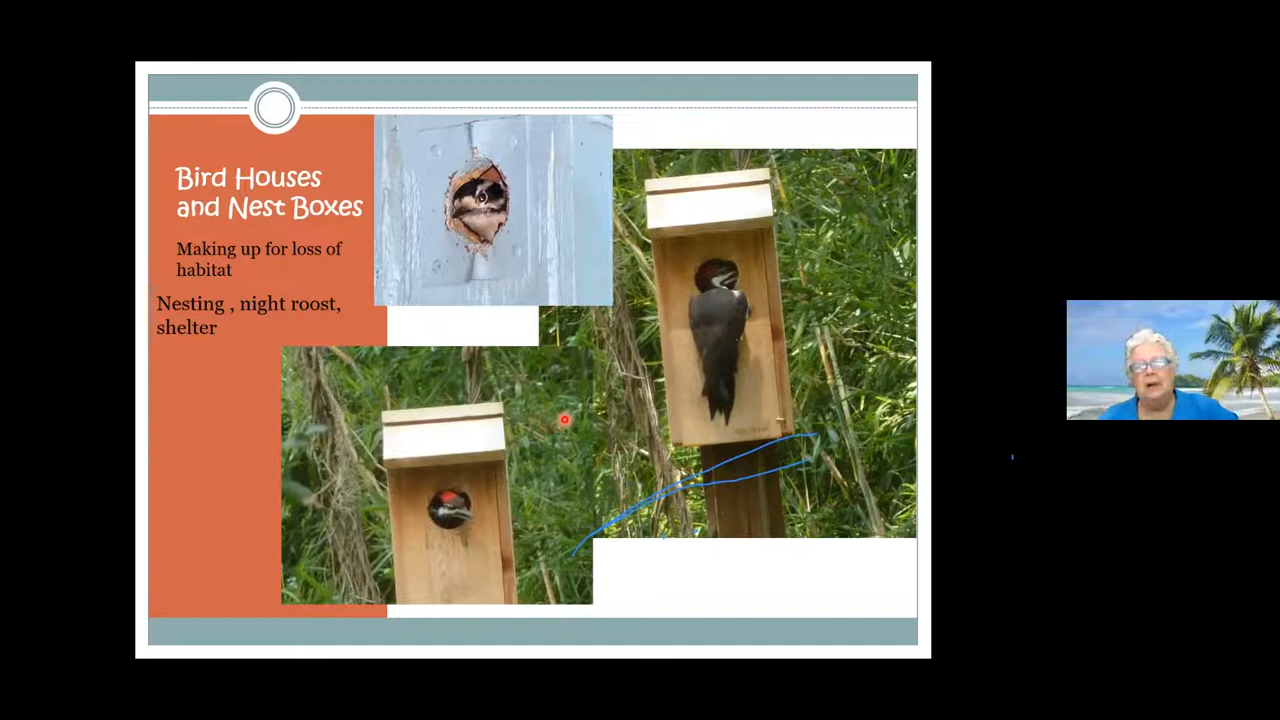 Bird Houses
and Nest Boxes
Making up for loss of
habitat
Nesting , night roost,
shelter